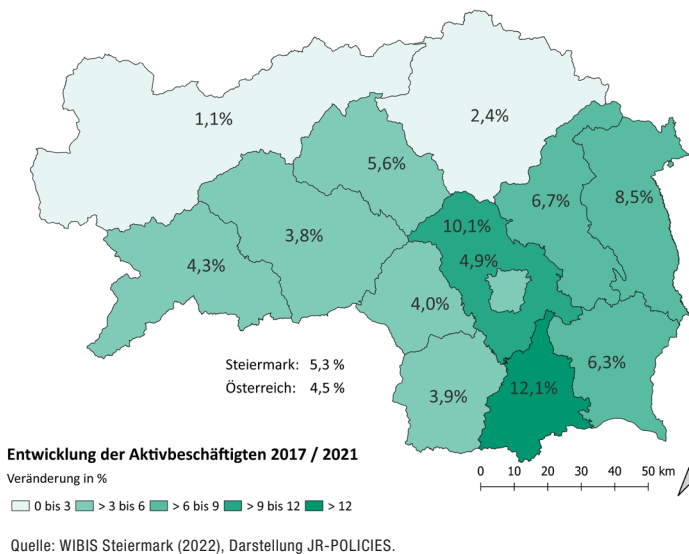 1,1%
2,4%
5,6%
6,7%
8,5%
10,1%
3,8%
4,9%
4,3%
4,0%
Steiermark: 5,3 %
Österreich: 4,5 %
6,3%
3,9%
12,1%
Entwicklung der Aktivbeschäftigten 2017 / 2021
Veränderung in %
0 10 20 30 40 50 km
0 bis 3 > 3 bis 6 > 6 bis 9 > 9 bis 12 > 12
Quelle: WIBIS Steiermark (2022), Darstellung JR-POLICIES.